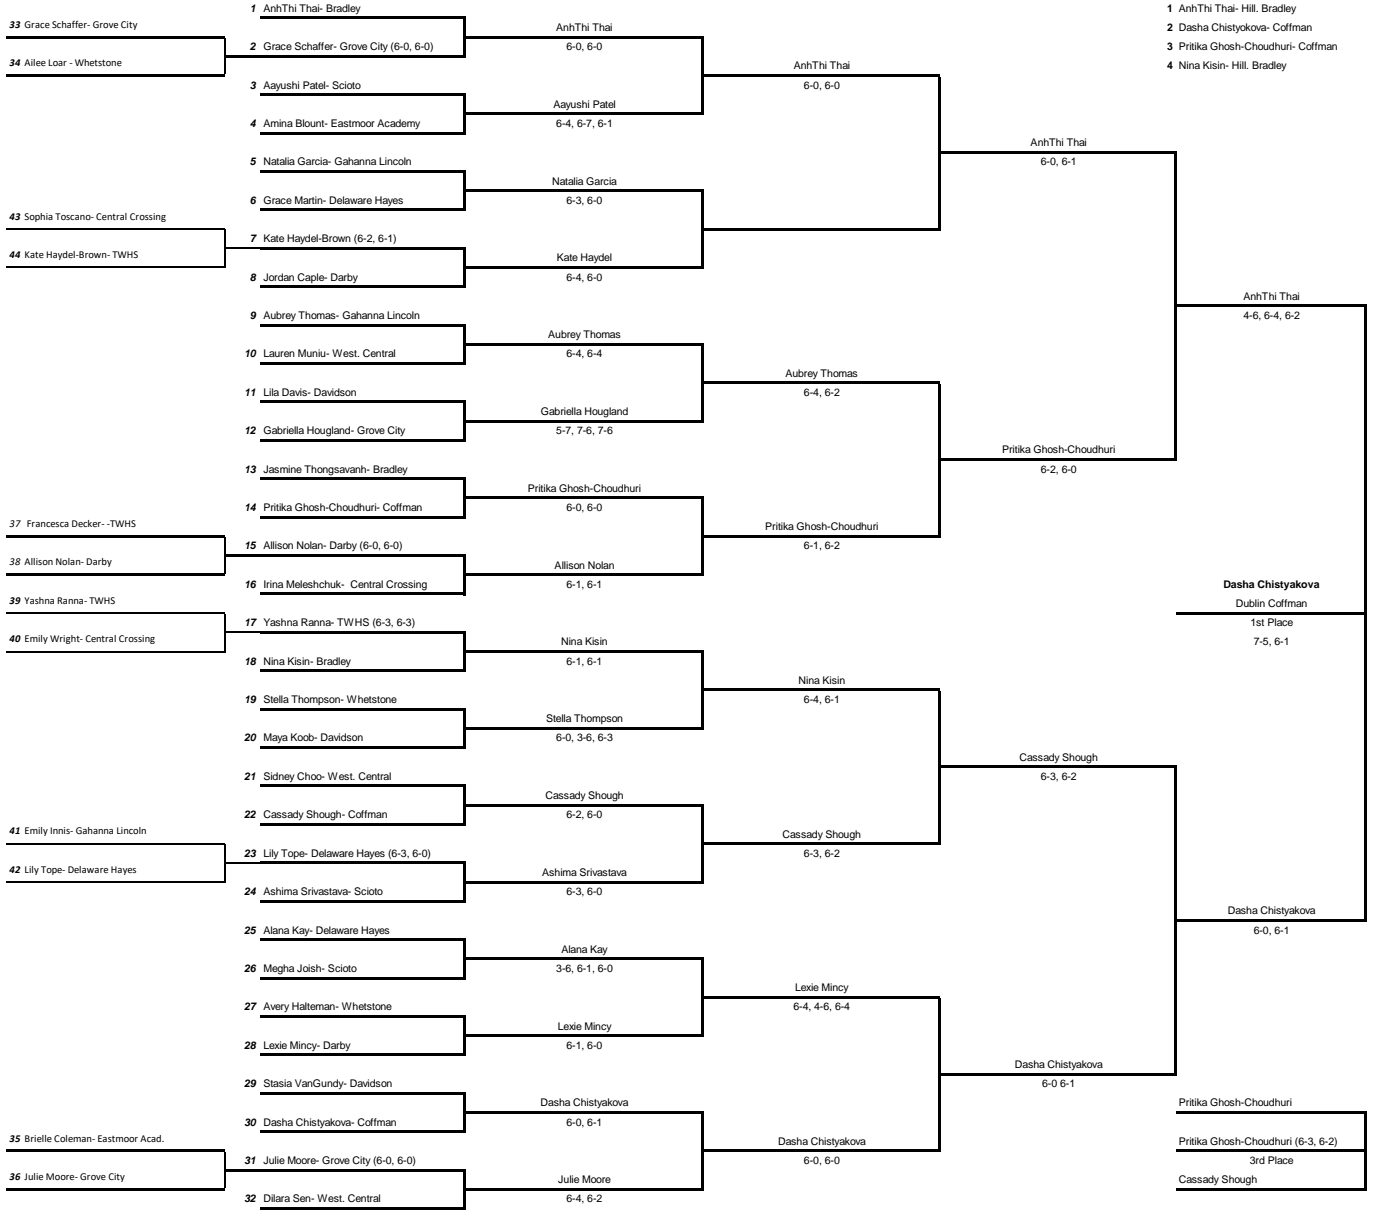 33 Grace Schaffer- Grove City
34 Ailee Loar - Whetstone
43 Sophia Toscano- Central Crossing
44 Kate Haydel-Brown- TWHS
37 Francesca Decker- -TWHS
38 Allison Nolan- Darby
39 Yashna Ranna- TWHS
40 Emily Wright- Central Crossing
41 Emily Innis- Gahanna Lincoln
42 Lily Tope- Delaware Hayes
35 Brielle Coleman- Eastmoor Acad.
36 Julie Moore- Grove City
1 AnhThi Thai- Bradley
2 Grace Schaffer- Grove City (6-0, 6-0)
3 Aayushi Patel- Scioto
4 Amina Blount- Eastmoor Academy
5 Natalia Garcia- Gahanna Lincoln
6 Grace Martin- Delaware Hayes
7 Kate Haydel-Brown (6-2, 6-1)
8 Jordan Caple- Darby
9 Aubrey Thomas- Gahanna Lincoln
10 Lauren Muniu- West. Central
11 Lila Davis- Davidson
12 Gabriella Hougland- Grove City
13 Jasmine Thongsavanh- Bradley
14 Pritika Ghosh-Choudhuri- Coffman
15 Allison Nolan- Darby (6-0, 6-0)
16 Irina Meleshchuk- Central Crossing
17 Yashna Ranna- TWHS (6-3, 6-3)
18 Nina Kisin- Bradley
19 Stella Thompson- Whetstone
20 Maya Koob- Davidson
21 Sidney Choo- West. Central
22 Cassady Shough- Coffman
23 Lily Tope- Delaware Hayes (6-3, 6-0)
24 Ashima Srivastava- Scioto
25 Alana Kay- Delaware Hayes
26 Megha Joish- Scioto
27 Avery Halteman- Whetstone
28 Lexie Mincy- Darby
29 Stasia VanGundy- Davidson
30 Dasha Chistyakova- Coffman
31 Julie Moore- Grove City (6-0, 6-0)
32 Dilara Sen- West. Central
AnhThi Thai
6-0, 6-0
Aayushi Patel
6-4, 6-7, 6-1
Natalia Garcia
6-3, 6-0
Kate Haydel
6-4, 6-0
Aubrey Thomas
6-4, 6-4
Gabriella Hougland
5-7, 7-6, 7-6
Pritika Ghosh-Choudhuri
6-0, 6-0
Allison Nolan
6-1, 6-1
Nina Kisin
6-1, 6-1
Stella Thompson
6-0, 3-6, 6-3
Cassady Shough
6-2, 6-0
Ashima Srivastava
6-3, 6-0
Alana Kay
3-6, 6-1, 6-0
Lexie Mincy
6-1, 6-0
Dasha Chistyakova
6-0, 6-1
Julie Moore
6-4, 6-2
AnhThi Thai
6-0, 6-0
Aubrey Thomas
6-4, 6-2
Pritika Ghosh-Choudhuri
6-1, 6-2
Nina Kisin
6-4, 6-1
Cassady Shough
6-3, 6-2
Lexie Mincy
6-4, 4-6, 6-4
Dasha Chistyakova
6-0, 6-0
AnhThi Thai
6-0, 6-1
Pritika Ghosh-Choudhuri
6-2, 6-0
Cassady Shough
6-3, 6-2
Dasha Chistyakova
6-0 6-1
1 AnhThi Thai- Hill. Bradley
2 Dasha Chistyokova- Coffman
3 Pritika Ghosh-Choudhuri- Coffman
4 Nina Kisin- Hill. Bradley
AnhThi Thai
4-6, 6-4, 6-2
Dasha Chistyakova
Dublin Coffman
1st Place
7-5, 6-1
Dasha Chistyakova
6-0, 6-1
Pritika Ghosh-Choudhuri
Pritika Ghosh-Choudhuri (6-3, 6-2)
3rd Place
Cassady Shough